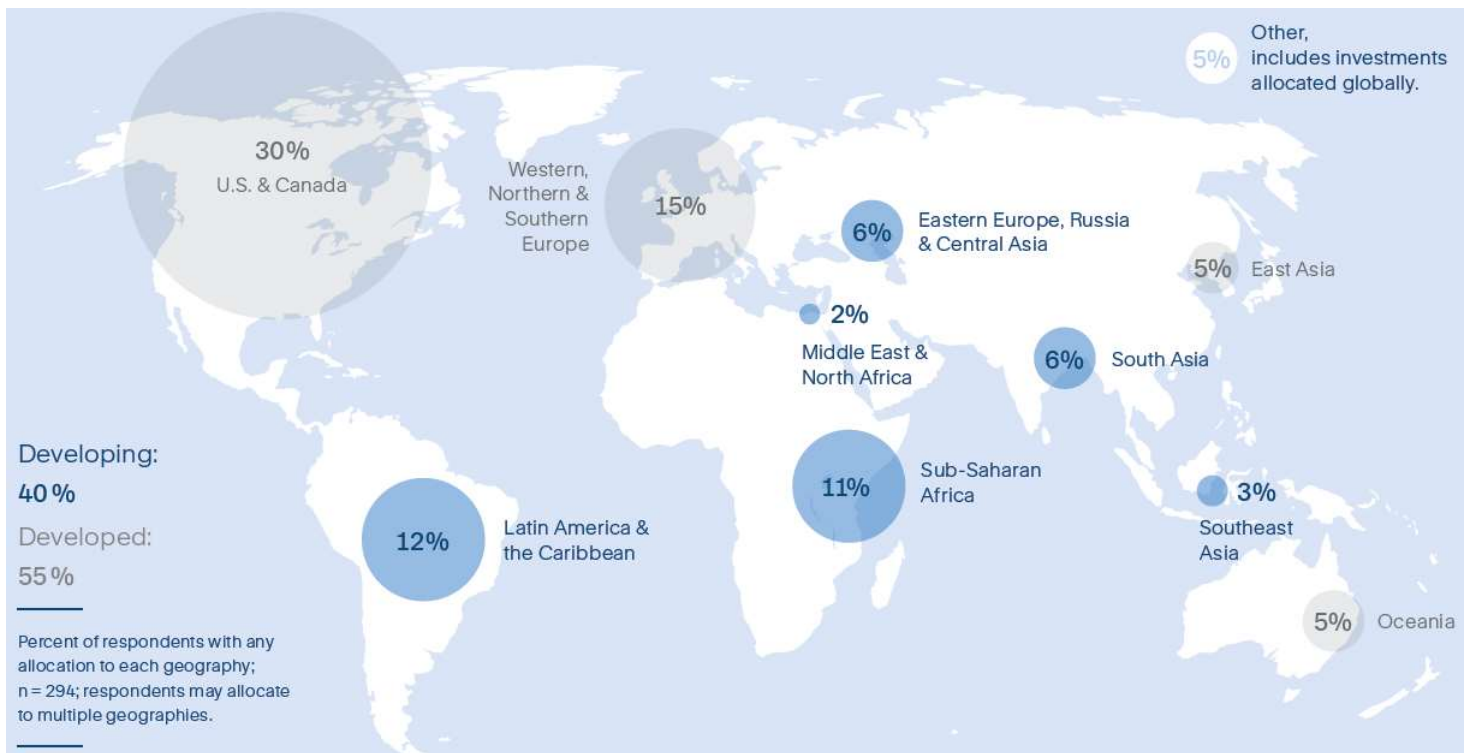 5%
Other,
includes investments
allocated globally.
30%
U.S. & Canada
Western,
Northern &
Southern
Europe
15%
6%
Eastern Europe, Russia
& Central Asia
5%
East Asia
2%
Middle East &
North Africa
6%
South Asia
Developing:
40%
Developed:
55%
12%
Latin America &
the Caribbean
11%
Sub-Saharan
Africa
3%
Southeast
Asia
5%
Oceania
Percent of respondents with any
allocation to each geography;
n = 294; respondents may allocate
to multiple geographies.